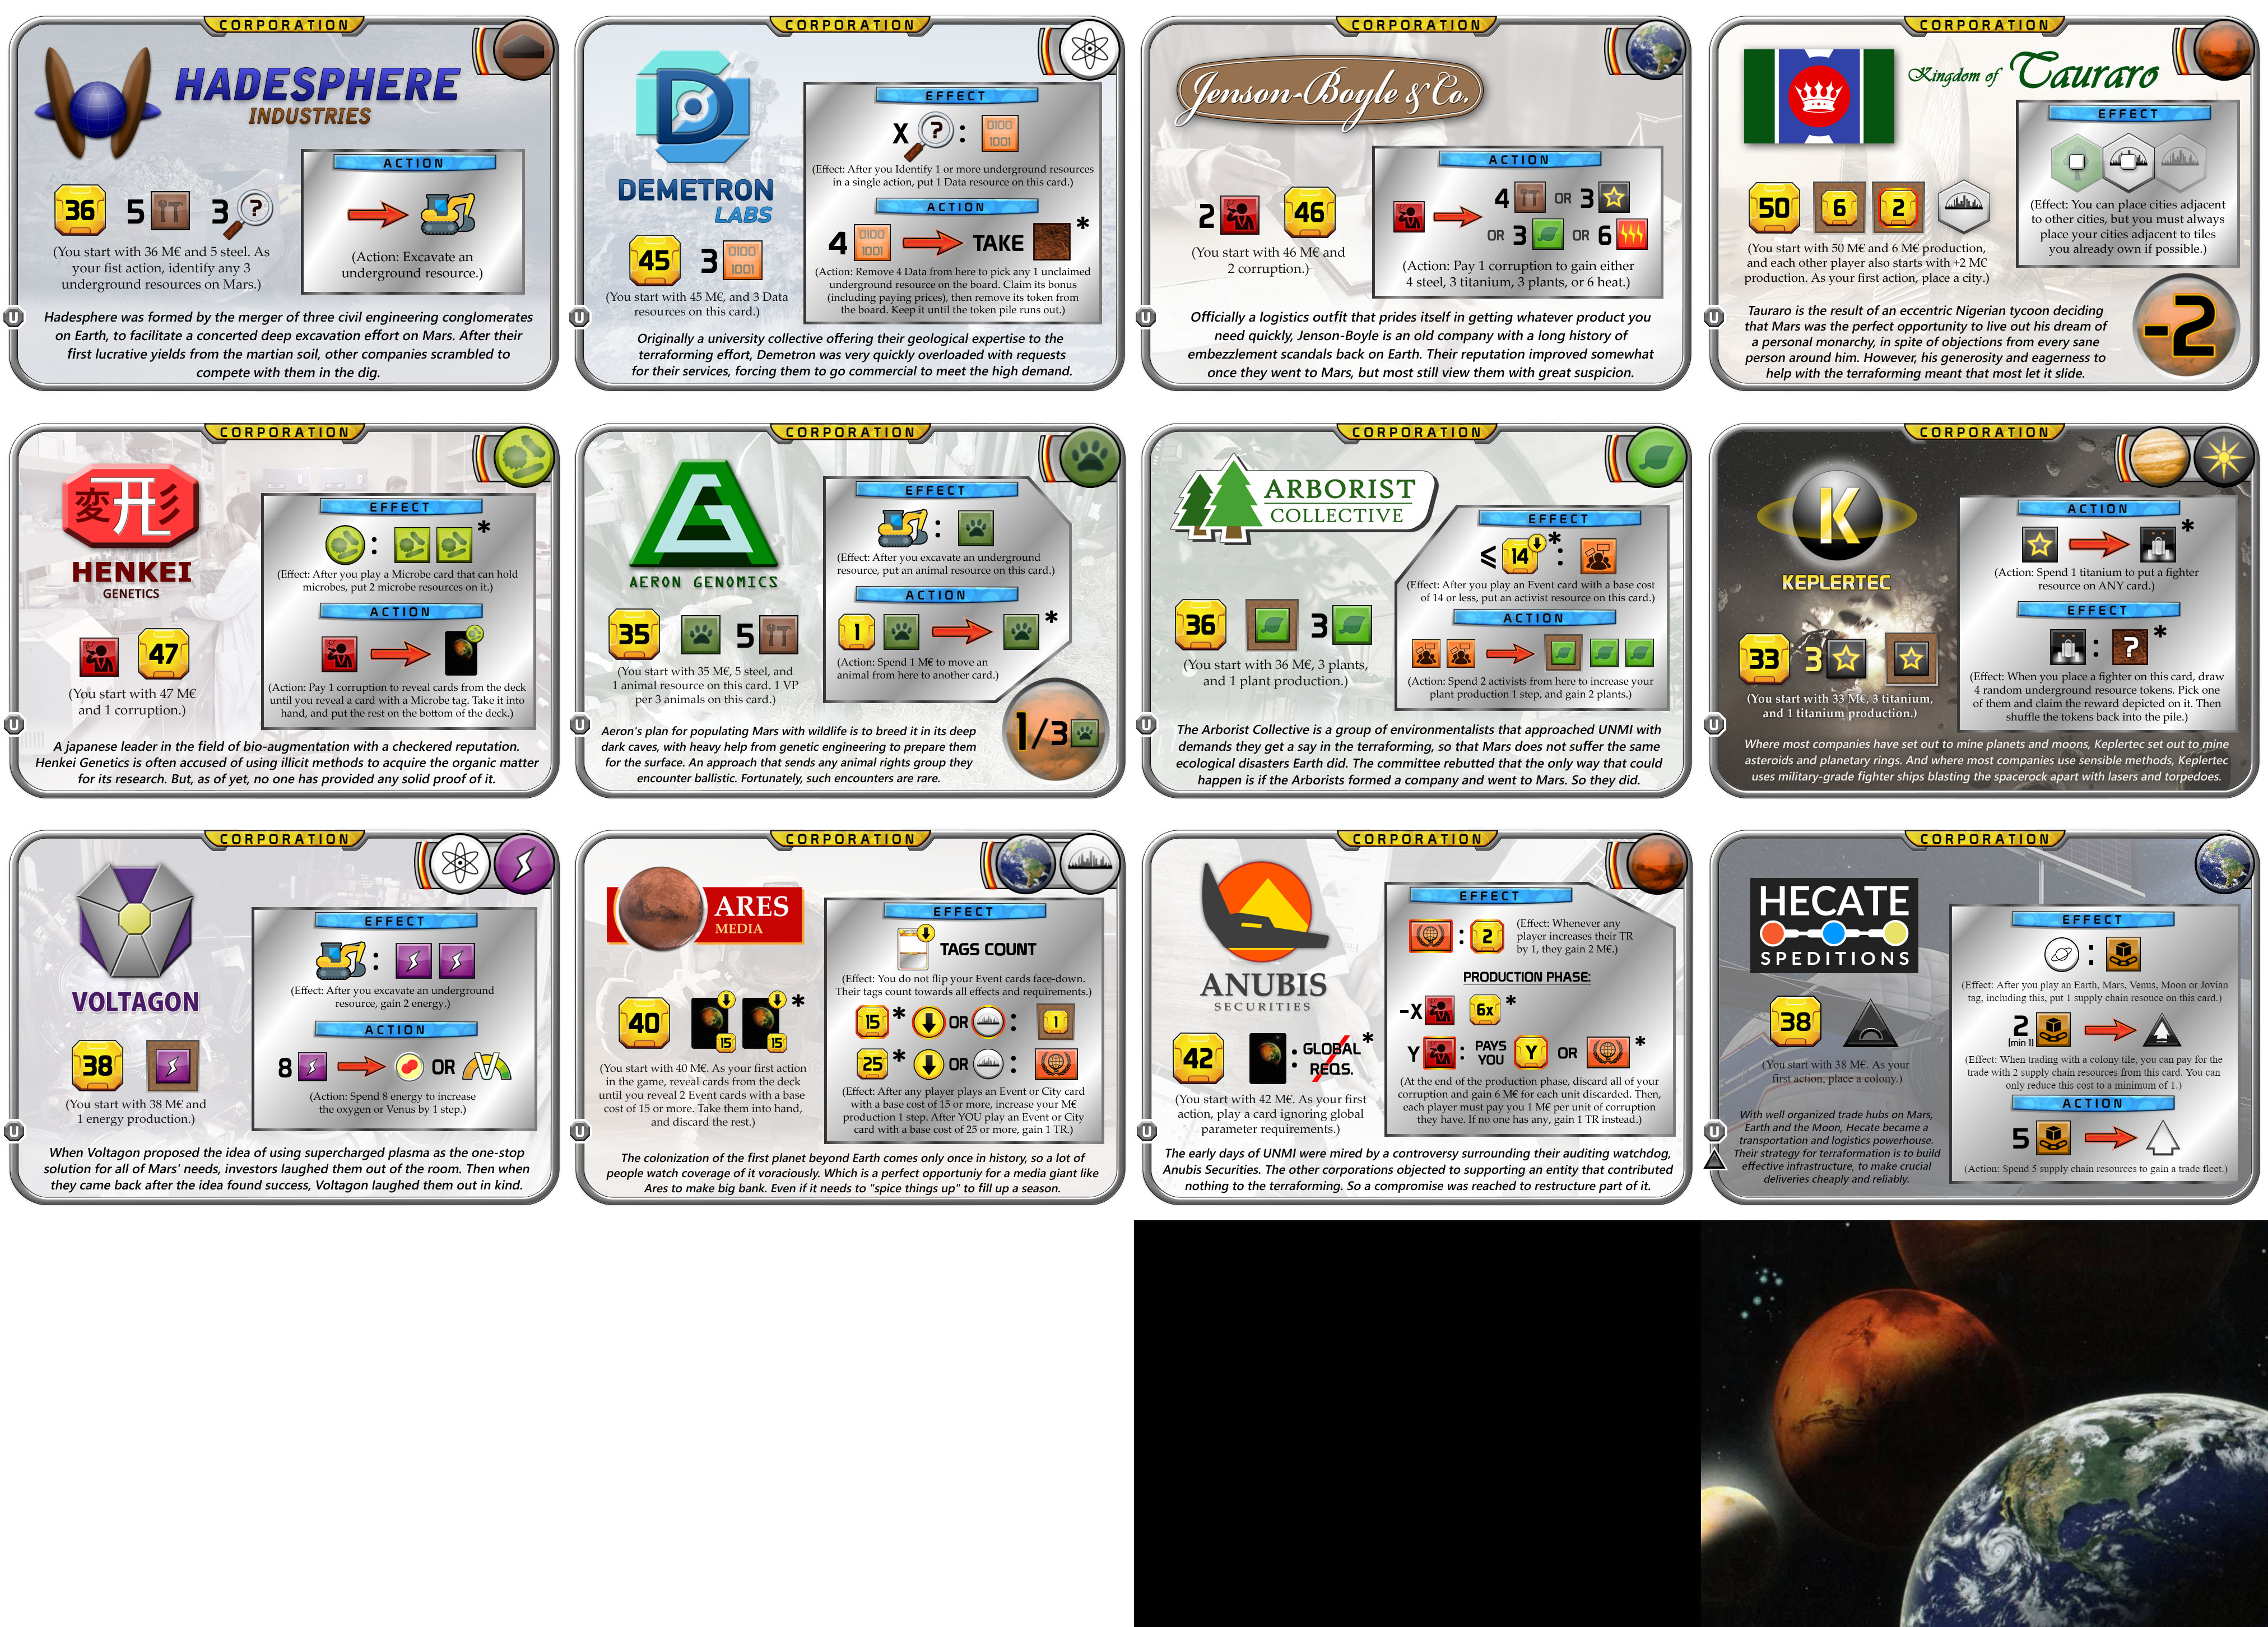 CORPORATION
HADESPHERE
INDUSTRIES
36 5 3 ?
(You start with 36 M€ and 5 steel. As
your fist action, identify any 3
underground resources on Mars.)
ACTION
(Action: Excavate an
underground resource.)
U
Hadesphere was formed by the merger of three civil engineering conglomerates
on Earth, to facilitate a concerted deep excavation effort on Mars. After their
first lucrative yields from the martian soil, other companies scrambled to
compete with them in the dig.
CORPORATION
D
DEMETRON
LABS
45 3 0100
1001
(You start with 45 M€, and 3 Data
resources on this card.)
EFFECT
X ? : 0100
1001
(Effect: After you Identify 1 or more underground resources
in a single action, put 1 Data resource on this card.)
ACTION
4 0100
1001 TAKE *
(Action: Remove 4 Data from here to pick any 1 unclaimed
underground resource on the board. Claim its bonus
(including paying prices), then remove its token from
the board. Keep it until the token pile runs out.)
U
Originally a university collective offering their geological expertise to the
terraforming effort, Demetron was very quickly overloaded with requests
for their services, forcing them to go commercial to meet the high demand.
CORPORATION
Jenson-Boyle & Co.
2 46
(You start with 46 M€ and
2 corruption.)
ACTION
4 OR 3
OR 3 OR 6
(Action: Pay 1 corruption to gain either
4 steel, 3 titanium, 3 plants, or 6 heat.)
U
Officially a logistics outfit that prides itself in getting whatever product you
need quickly, Jenson-Boyle is an old company with a long history of
embezzlement scandals back on Earth. Their reputation improved somewhat
once they went to Mars, but most still view them with great suspicion.
CORPORATION
Kingdom of Tauraro
50 6 2
(You start with 50 M€ and 6 M€ production,
and each other player also starts with +2 M€
production. As your first action, place a city.)
EFFECT
(Effect: You can place cities adjacent
to other cities, but you must always
place your cities adjacent to tiles
you already own if possible.)
U
Tauraro is the result of an eccentric Nigerian tycoon deciding
that Mars was the perfect opportunity to live out his dream of
a personal monarchy, in spite of objections from every sane
person around him. However, his generosity and eagerness to
help with the terraforming meant that most let it slide.
-2
CORPORATION
変形
HENKEI
GENETICS
47
(You start with 47 M€
and 1 corruption.)
EFFECT
: *
(Effect: After you play a Microbe card that can hold
microbes, put 2 microbe resources on it.)
ACTION
(Action: Pay 1 corruption to reveal cards from the deck
until you reveal a card with a Microbe tag. Take it into
hand, and put the rest on the bottom of the deck.)
U
A japanese leader in the field of bio-augmentation with a checkered reputation.
Henkei Genetics is often accused of using illicit methods to acquire the organic matter
for its research. But, as of yet, no one has provided any solid proof of it.
CORPORATION
AERON GENOMICS
35 5
(You start with 35 M€, 5 steel, and
1 animal resource on this card. 1 VP
per 3 animals on this card.)
EFFECT
:
(Effect: After you excavate an underground
resource, put an animal resource on this card.)
ACTION
1 *
(Action: Spend 1 M€ to move an
animal from here to another card.)
1/3
U
Aeron's plan for populating Mars with wildlife is to breed it in its deep
dark caves, with heavy help from genetic engineering to prepare them
for the surface. An approach that sends any animal rights group they
encounter ballistic. Fortunately, such encounters are rare.
CORPORATION
ARBORIST
COLLECTIVE
36 3
(You start with 36 M€, 3 plants,
and 1 plant production.)
EFFECT
≤ 14 * :
(Effect: After you play an Event card with a base cost
of 14 or less, put an activist resource on this card.)
ACTION
(Action: Spend 2 activists from here to increase your
plant production 1 step, and gain 2 plants.)
U
The Arborist Collective is a group of environmentalists that approached UNMI with
demands they get a say in the terraforming, so that Mars does not suffer the same
ecological disasters Earth did. The committee rebutted that the only way that could
happen is if the Arborists formed a company and went to Mars. So they did.
CORPORATION
K
KEPLERTEC
33 3
(You start with 33 M€, 3 titanium,
and 1 titanium production.)
ACTION
*
(Action: Spend 1 titanium to put a fighter
resource on ANY card.)
EFFECT
: ? *
(Effect: When you place a fighter on this card, draw
4 random underground resource tokens. Pick one
of them and claim the reward depicted on it. Then
shuffle the tokens back into the pile.)
U
Where most companies have set out to mine planets and moons, Keplertec set out to mine
asteroids and planetary rings. And where most companies use sensible methods, Keplertec
uses military-grade fighter ships blasting the spacerock apart with lasers and torpedoes.
CORPORATION
VOLTAGON
38
(You start with 38 M€ and
1 energy production.)
EFFECT
:
(Effect: After you excavate an underground
resource, gain 2 energy.)
ACTION
8 OR
(Action: Spend 8 energy to increase
the oxygen or Venus by 1 step.)
U
When Voltagon proposed the idea of using supercharged plasma as the one-stop
solution for all of Mars' needs, investors laughed them out of the room. Then when
they came back after the idea found success, Voltagon laughed them out in kind.
CORPORATION
ARES
MEDIA
40 15 15 *
(You start with 40 M€. As your first action
in the game, reveal cards from the deck
until you reveal 2 Event cards with a base
cost of 15 or more. Take them into hand,
and discard the rest.)
EFFECT
TAGS COUNT
(Effect: You do not flip your Event cards face-down.
Their tags count towards all effects and requirements.)
15 * OR : 1
25 * OR :
(Effect: After any player plays an Event or City card
with a base cost of 15 or more, increase your M€
production 1 step. After YOU play an Event or City
card with a base cost of 25 or more, gain 1 TR.)
The colonization of the first planet beyond Earth comes only once in history, so a lot of
people watch coverage of it voraciously. Which is a perfect opportuniy for a media giant like
Ares to make big bank. Even if it needs to "spice things up" to fill up a season.
U
CORPORATION
ANUBIS
SECURITIES
42 : GLOBAL
REQS. *
(You start with 42 M€. As your first
action, play a card ignoring global
parameter requirements.)
EFFECT
: 2
(Effect: Whenever any
player increases their TR
by 1, they gain 2 M€.)
PRODUCTION PHASE:
-X 6x *
Y : PAYS
YOU Y OR *
(At the end of the production phase, discard all of your
corruption and gain 6 M€ for each unit discarded. Then,
each player must pay you 1 M€ per unit of corruption
they have. If no one has any, gain 1 TR instead.)
U
The early days of UNMI were mired by a controversy surrounding their auditing watchdog,
Anubis Securities. The other corporations objected to supporting an entity that contributed
nothing to the terraforming. So a compromise was reached to restructure part of it.
CORPORATION
HECATE
SPEDITIONS
38
(You start with 38 M€. As your
first action, place a colony.)
EFFECT
:
(Effect: After you play an Earth, Mars, Venus, Moon or Jovian
tag, including this, put 1 supply chain resouce on this card.)
2
(min 1)
(Effect: When trading with a colony tile, you can pay for the
trade with 2 supply chain resources from this card. You can
only reduce this cost to a minimum of 1.)
ACTION
5
(Action: Spend 5 supply chain resources to gain a trade fleet.)
U
With well organized trade hubs on Mars,
Earth and the Moon, Hecate became a
transportation and logistics powerhouse.
Their strategy for terraformation is to build
effective infrastructure, to make crucial
deliveries cheaply and reliably.